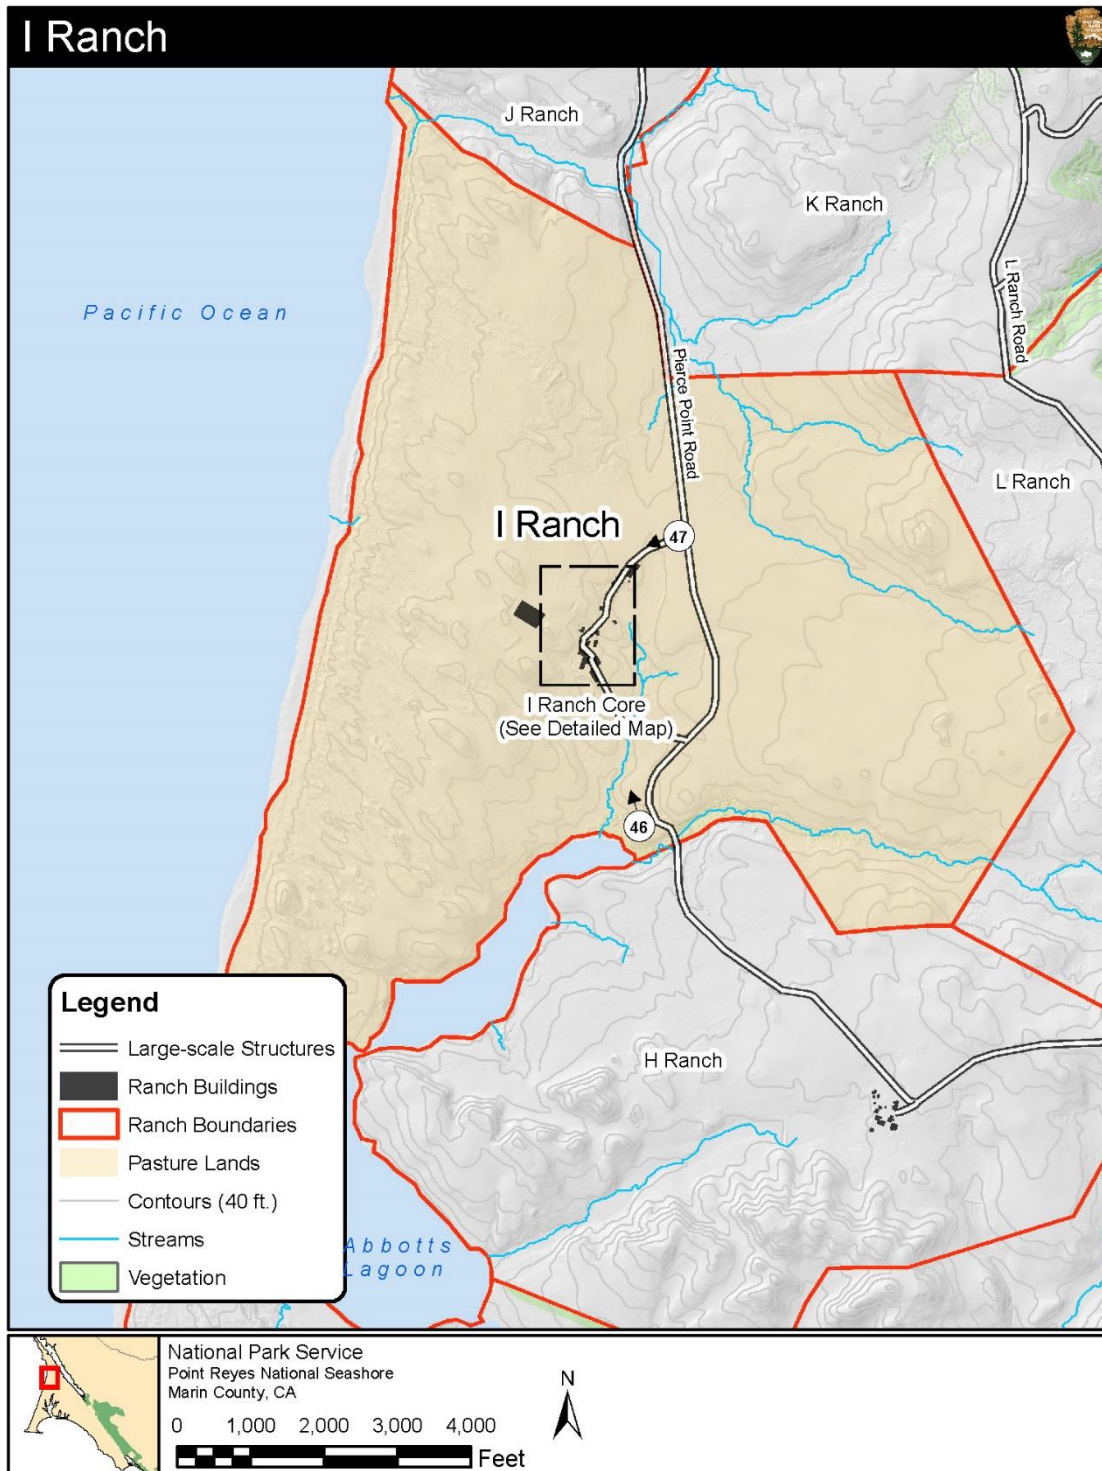 I Ranch
J Ranch
K Ranch
L Ranch Road
Pacific Ocean
Pierce Point Road
L Ranch
I Ranch
47
I Ranch Core
(See Detailed Map)
46
H Ranch
Abbotts
Lagoon
Legend
Large-scale Structures
Ranch Buildings
Ranch Boundaries
Pasture Lands
Contours (40 ft.)
Streams
Vegetation
National Park Service
Point Reyes National Seashore
Marin County, CA
N
0 1,000 2,000 3,000 4,000
Feet